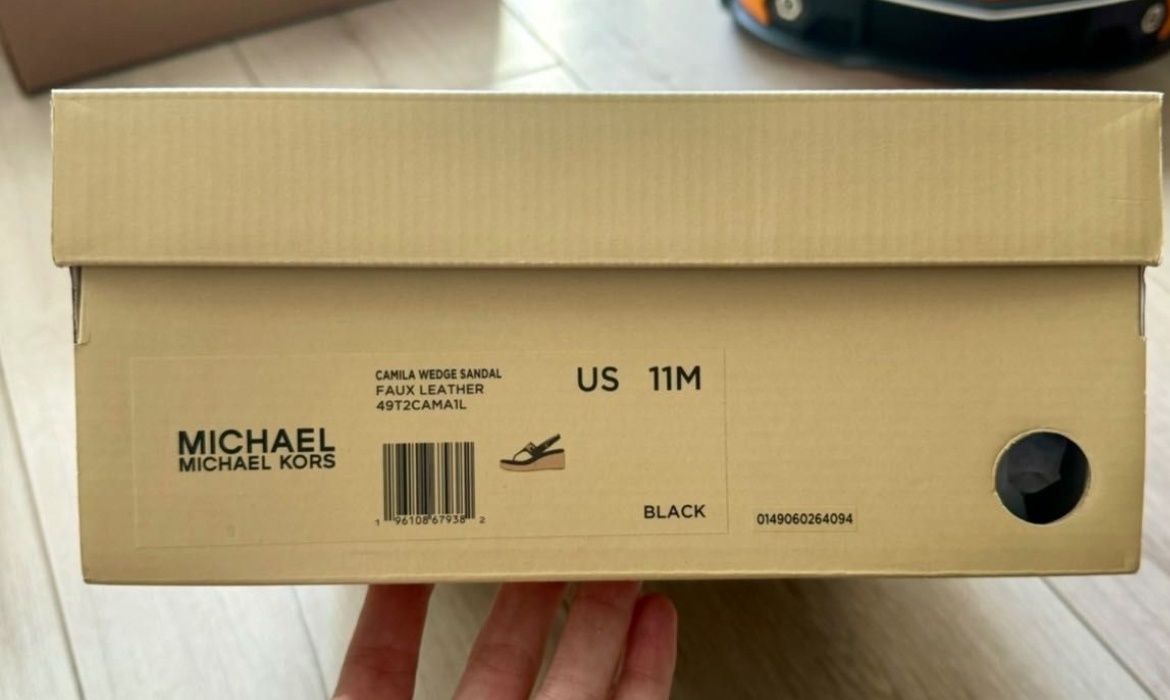 CAMILA WEDGE SANDAL
FAUX LEATHER
49T2CAMA1L
US 11M
MICHAEL
MICHAEL KORS
1 96108 67938 2
BLACK
0149060264094